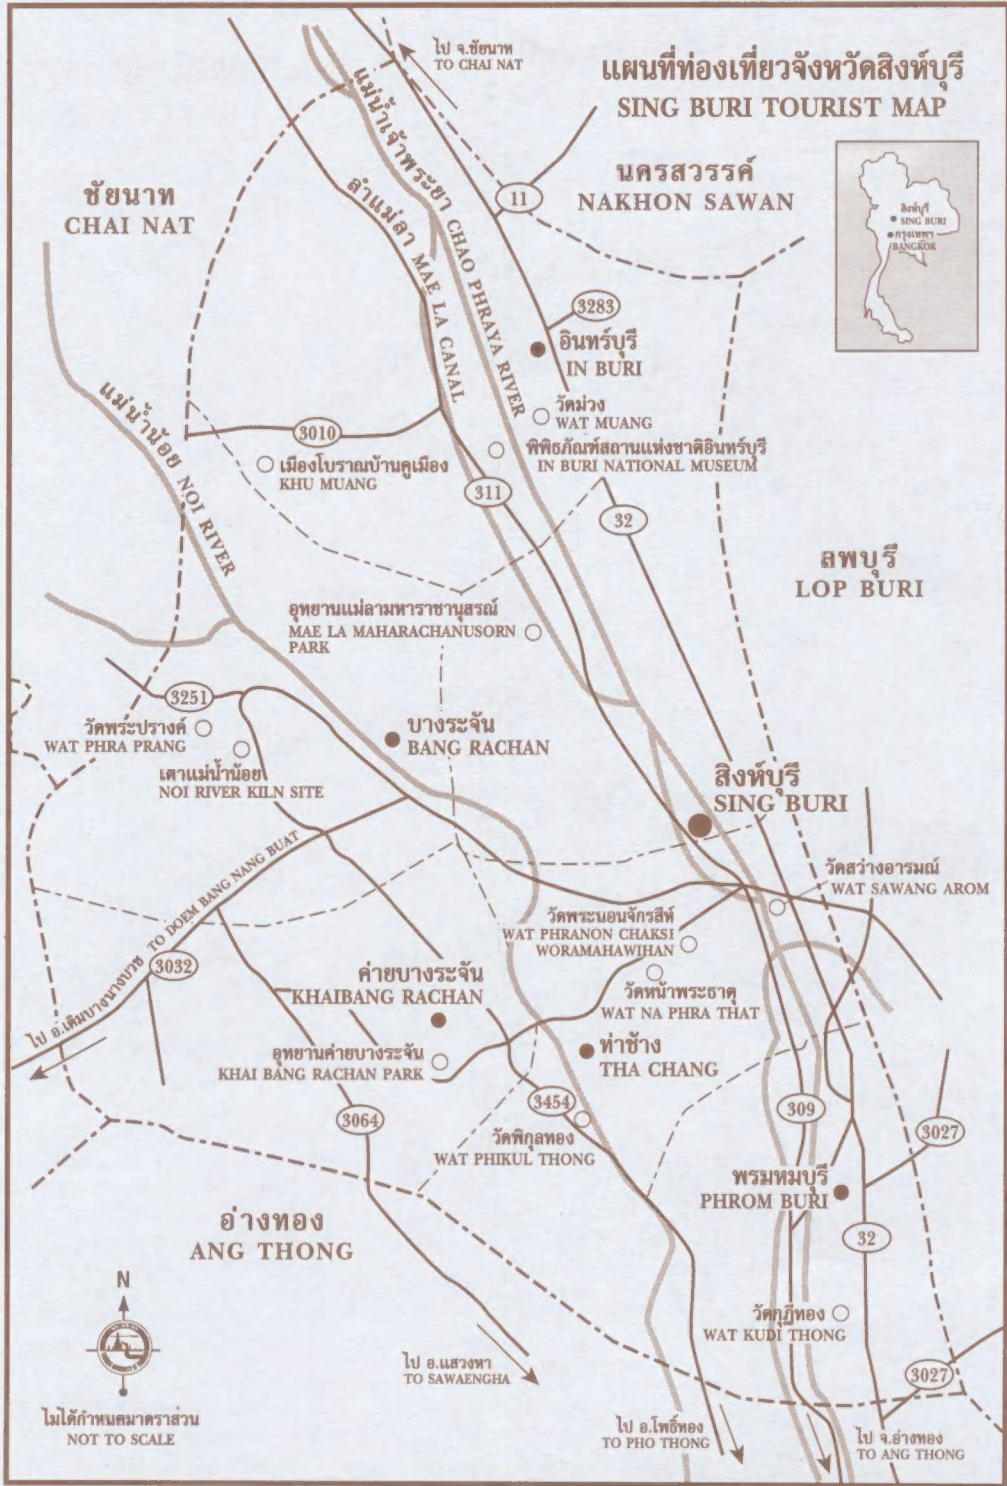 ไป จ.ชัยนาท
TO CHAI NAT
แผนที่ท่องเที่ยวจังหวัดสิงห์บุรี
SING BURI TOURIST MAP
ชัยนาท
CHAI NAT
แม่น้ำเจ้าพระยา CHAO PHRAYA RIVER
ลำแม่ลา MAE LA CANAL
11
นครสวรรค์
NAKHON SAWAN
สิงห์บุรี
SING BURI
กรุงเทพฯ
BANGKOK
3283
อินทร์บุรี
IN BURI
วัดม่วง
WAT MUANG
แม่น้ำน้อย NOI RIVER
3010
เมืองโบราณบ้านคูเมือง
KHU MUANG
พิพิธภัณฑ์สถานแห่งชาติอินทร์บุรี
IN BURI NATIONAL MUSEUM
311
32
ลพบุรี
LOP BURI
อุทยานแม่ลามหาราชานุสรณ์
MAE LA MAHARACHANUSORN
PARK
3251
วัดพระปรางค์
WAT PHRA PRANG
บางระจัน
BANG RACHAN
เตาแม่น้ำน้อย
NOI RIVER KILN SITE
สิงห์บุรี
SING BURI
ไป อ.เดิมบางนางบวช TO DOEM BANG NANG BUAT
วัดสว่างอารมณ์
WAT SAWANG AROM
วัดพระนอนจักรสีห์
WAT PHRANON CHAKSI
WORAMAHAWIHAN
3032
ค่ายบางระจัน
KHAIBANG RACHAN
วัดหน้าพระธาตุ
WAT NA PHRA THAT
อุทยานค่ายบางระจัน
KHAI BANG RACHAN PARK
ท่าช้าง
THA CHANG
3064
3454
309
3027
วัดพิกุลทอง
WAT PHIKUL THONG
พรมหมบุรี
PHROM BURI
อ่างทอง
ANG THONG
32
N
วัดกุฎีทอง
WAT KUDI THONG
ไป อ.แสวงหา
TO SAWAENGHA
3027
ไม่ได้กำหนดมาตราส่วน
NOT TO SCALE
ไป อ.โพธิ์ทอง
TO PHO THONG
ไป จ.อ่างทอง
TO ANG THONG